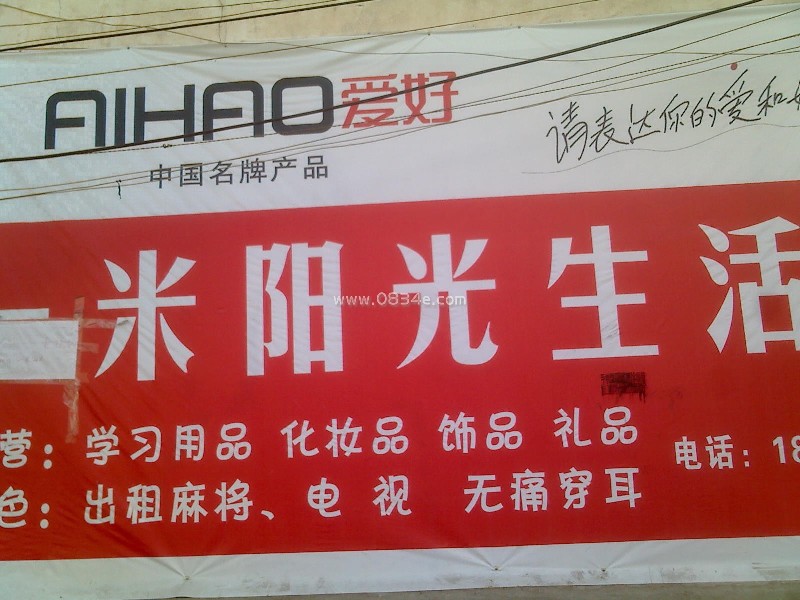 AIHAO爱好
请表达你的爱和
中国名牌产品
一米阳光生活
www.0834e.com
营：学习用品 化妆品 饰品 礼品
电话：18
色：出租麻将、电 视 无痛穿耳